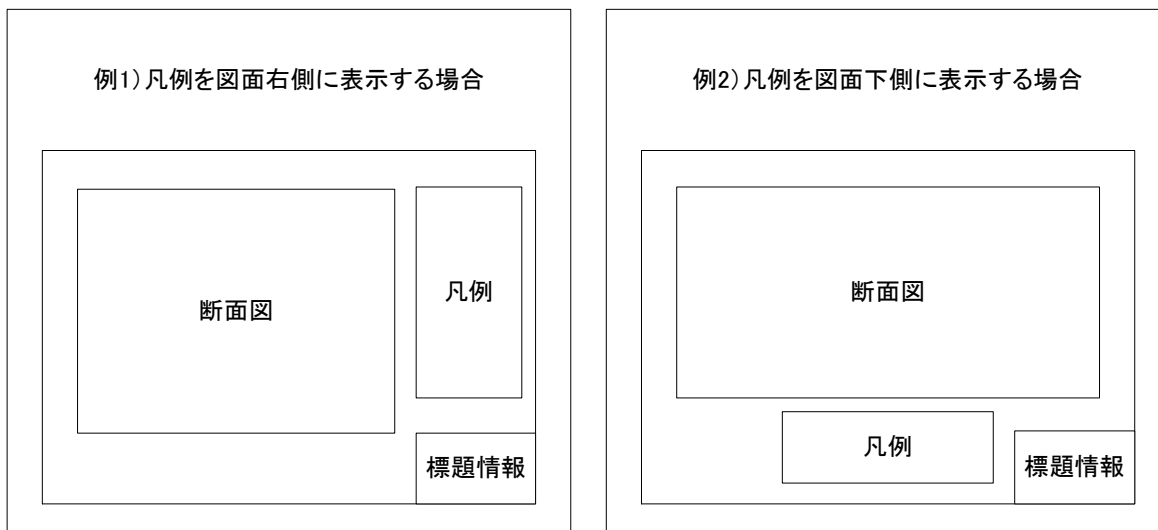 例1）凡例を図面右側に表示する場合
断面図
凡例
標題情報
例2）凡例を図面下側に表示する場合
断面図
凡例
標題情報